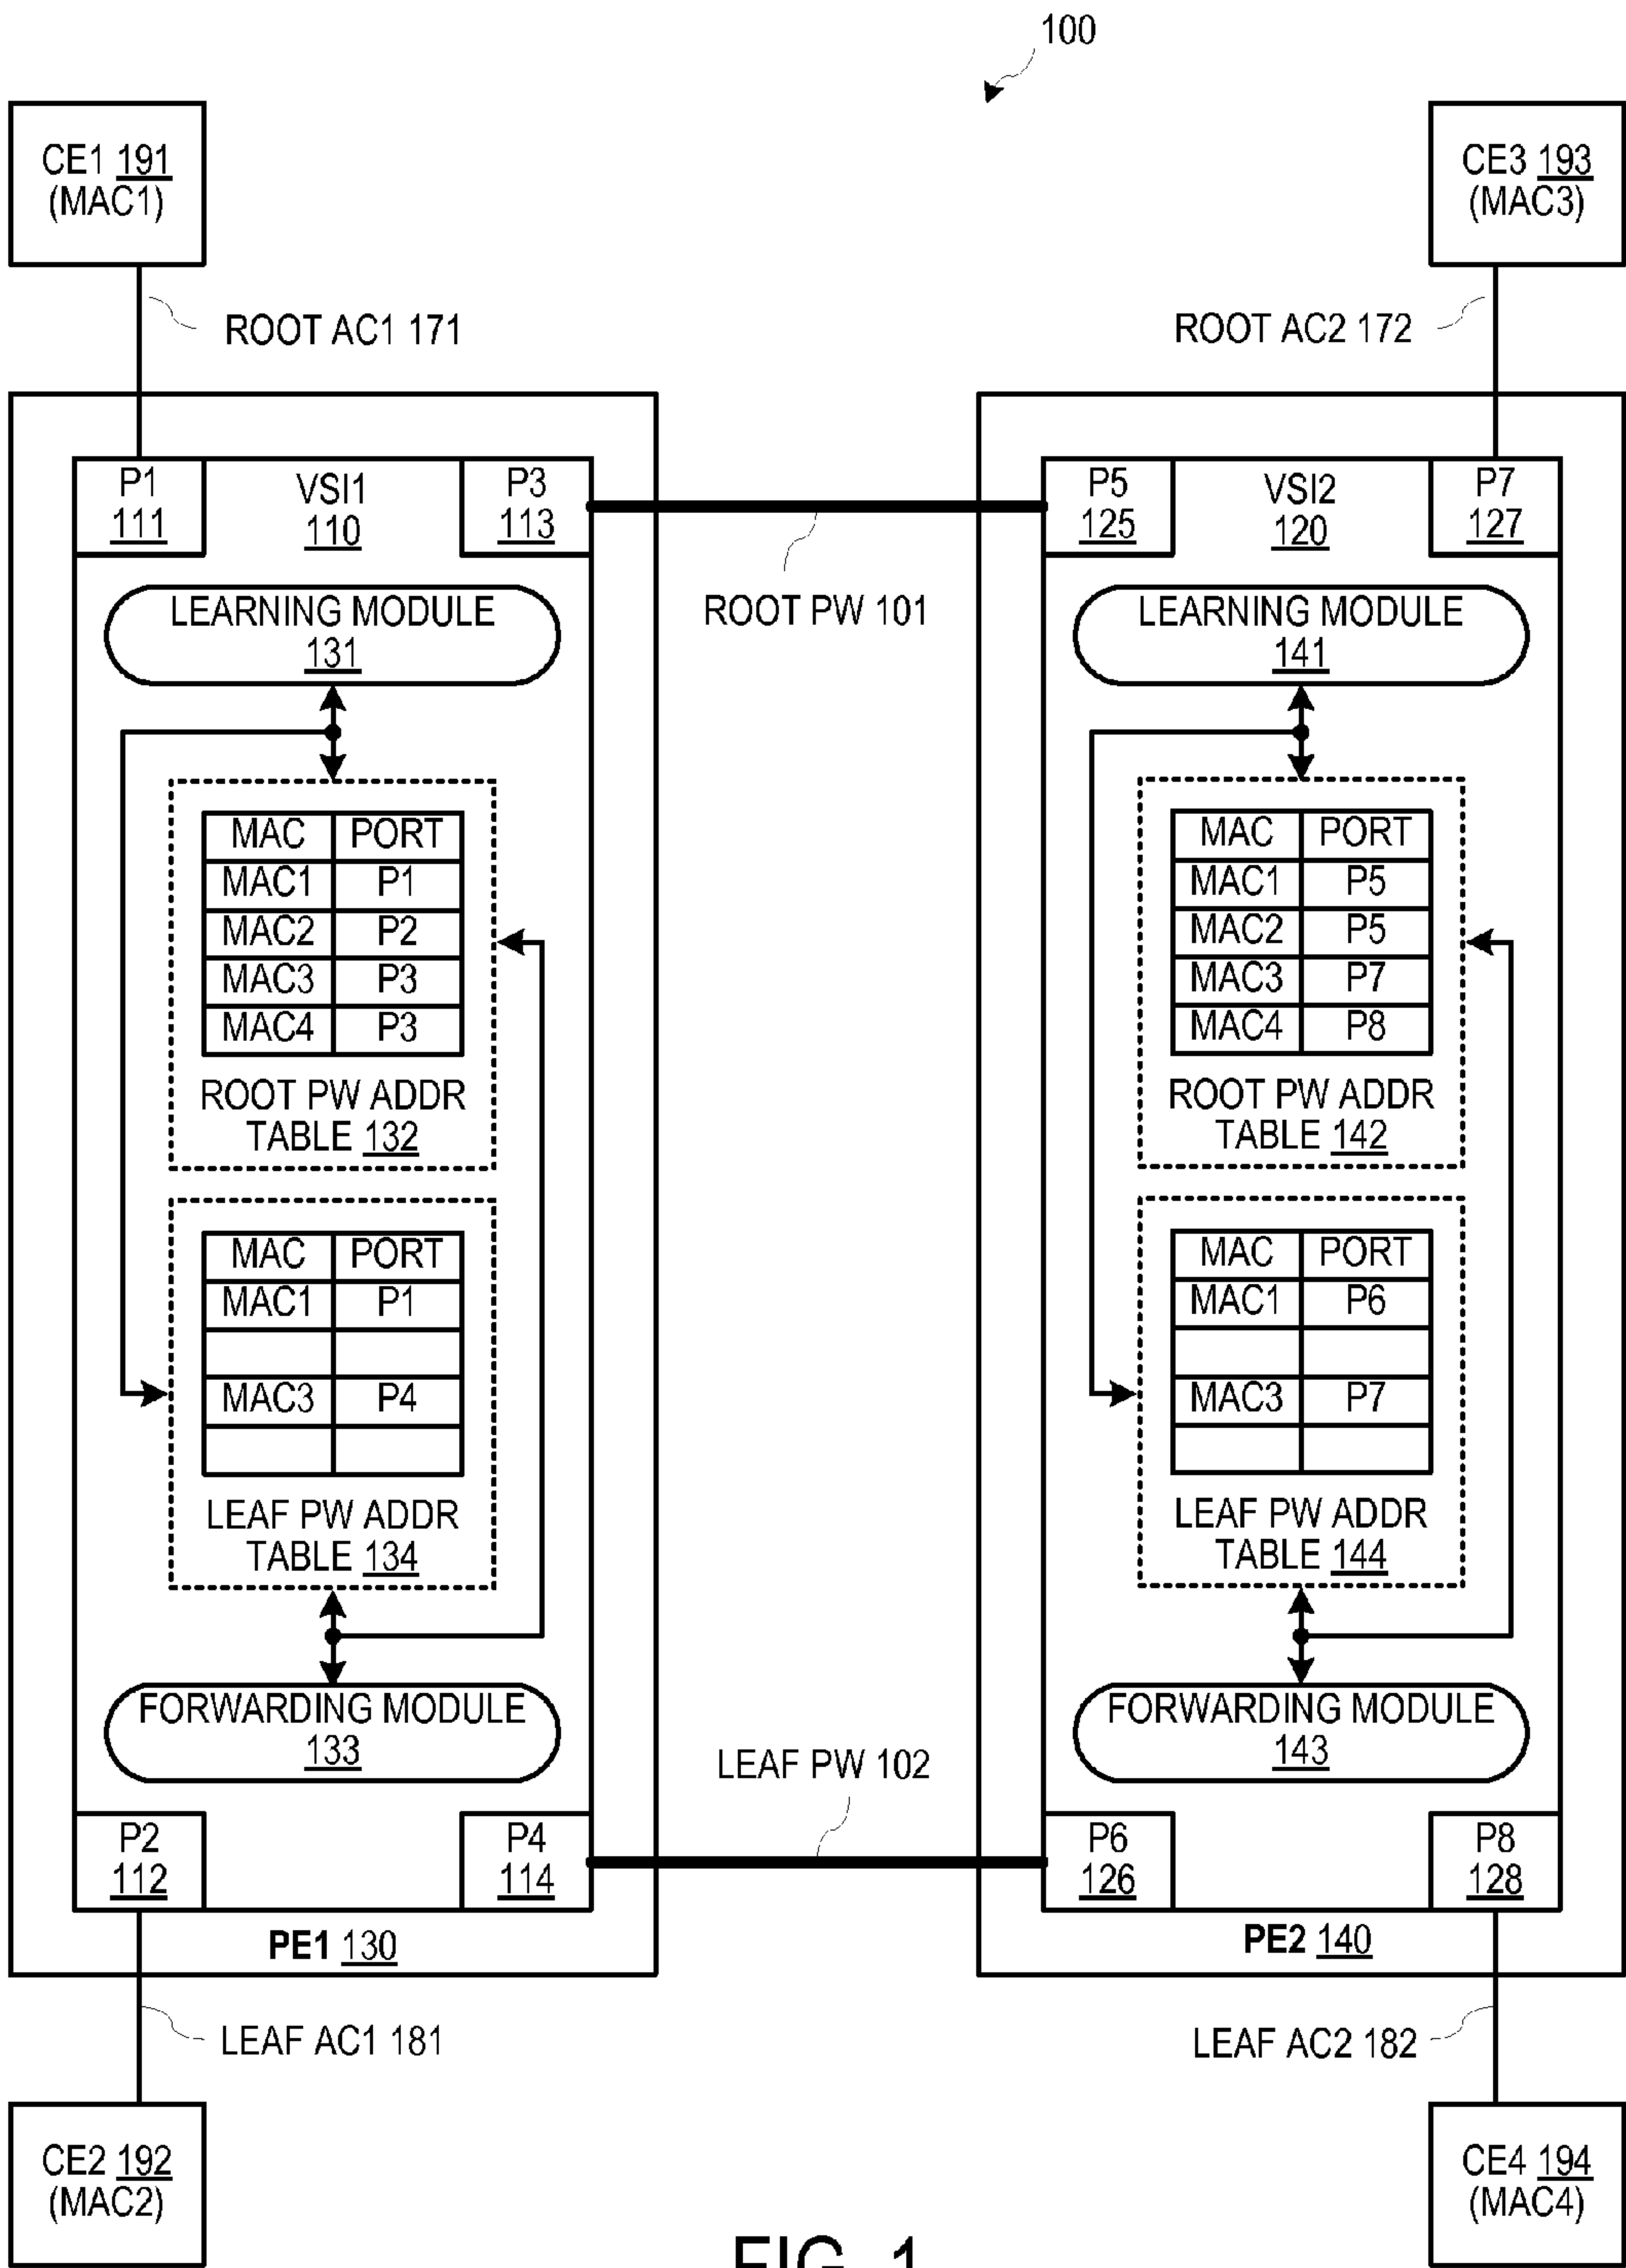 100
CE1 191
(MAC1)
CE3 193
(MAC3)
ROOT AC1 171
ROOT AC2 172
P1
111
VSI1
110
P3
113
P5
125
VSI2
120
P7
127
ROOT PW 101
LEARNING MODULE
131
LEARNING MODULE
141
MAC PORT
MAC1 P1
MAC2 P2
MAC3 P3
MAC4 P3
ROOT PW ADDR
TABLE 132
MAC PORT
MAC1 P5
MAC2 P5
MAC3 P7
MAC4 P8
ROOT PW ADDR
TABLE 142
MAC PORT
MAC1 P1
MAC3 P4
LEAF PW ADDR
TABLE 134
MAC PORT
MAC1 P6
MAC3 P7
LEAF PW ADDR
TABLE 144
FORWARDING MODULE
133
FORWARDING MODULE
143
LEAF PW 102
P2
112
P4
114
P6
126
P8
128
PE1 130
PE2 140
LEAF AC1 181
LEAF AC2 182
CE2 192
(MAC2)
CE4 194
(MAC4)
FIG. 1